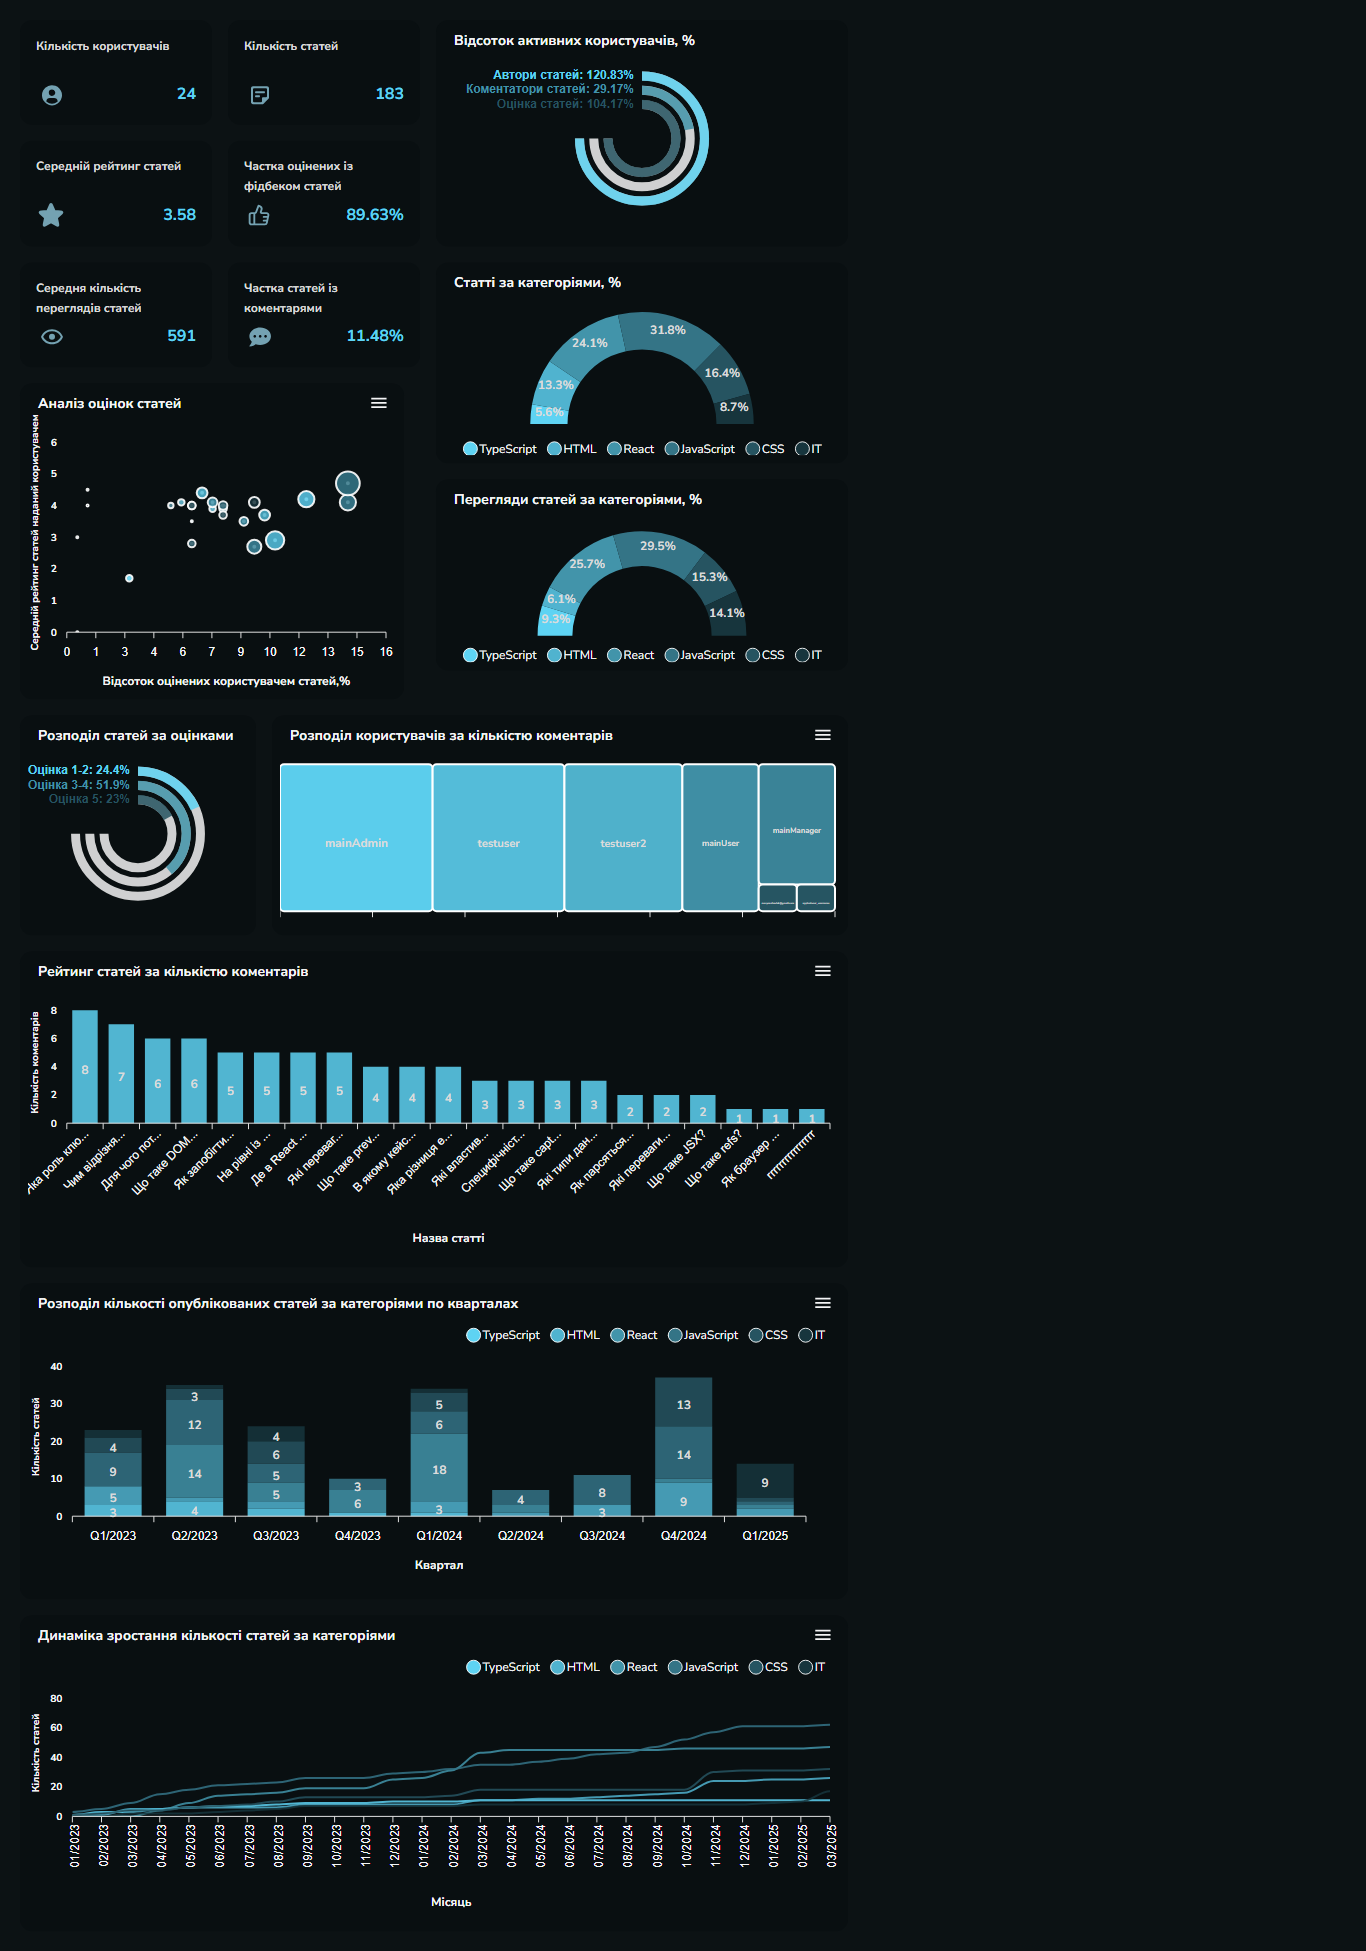 Кількість користувачів
24
Кількість статей
183
Відсоток активних користувачів, %
Автори статей: 120.83%
Коментатори статей: 29.17%
Оцінка статей: 104.17%
Середній рейтинг статей
3.58
Частка оцінених із
фідбеком статей
89.63%
Середня кількість
переглядів статей
591
Частка статей із
коментарями
11.48%
Статті за категоріями, %
5.6%
13.3%
24.1%
31.8%
16.4%
8.7%
TypeScript HTML React JavaScript CSS IT
Аналіз оцінок статей
Середній рейтинг статей наданий користувачем
6
5
4
3
2
1
0
0 1 3 4 6 7 9 10 12 13 15 16
Відсоток оцінених користувачем статей,%
Перегляди статей за категоріями, %
9.3%
6.1%
25.7%
29.5%
15.3%
14.1%
TypeScript HTML React JavaScript CSS IT
Розподіл статей за оцінками
Оцінка 1-2: 24.4%
Оцінка 3-4: 51.9%
Оцінка 5: 23%
Розподіл користувачів за кількістю коментарів
mainAdmin
testuser
testuser2
mainUser
mainManager
Рейтинг статей за кількістю коментарів
Кількість коментарів
8
6
4
2
0
8 7 6 6 5 5 5 5 4 4 4 3 3 3 3 2 2 2 1 1 1
Яка роль клю...
Чим відрізня...
Для чого пот...
Що таке DOM...
Як запобігти...
На рівні із ...
Де в React ...
Які переваг...
Що таке prev...
В якому кейс...
Яка різниця е...
Які властив...
Специфічніст...
Що таке capt...
Які типи дан...
Як парсяться...
Які переваги...
Що таке JSX?
Що таке refs?
Як браузер ...
Назва статті
Розподіл кількості опублікованих статей за категоріями по кварталах
TypeScript HTML React JavaScript CSS IT
Кількість статей
40
30
20
10
0
4
9
5
3
3
12
14
4
4
6
5
5
3
6
5
6
18
3
4
8
3
13
14
9
9
Q1/2023 Q2/2023 Q3/2023 Q4/2023 Q1/2024 Q2/2024 Q3/2024 Q4/2024 Q1/2025
Квартал
Динаміка зростання кількості статей за категоріями
TypeScript HTML React JavaScript CSS IT
Кількість статей
80
60
40
20
0
01/2023 02/2023 03/2023 04/2023 05/2023 06/2023 07/2023 08/2023 09/2023 10/2023 11/2023 12/2023 01/2024 02/2024 03/2024 04/2024 05/2024 06/2024 07/2024 08/2024 09/2024 10/2024 11/2024 12/2024 01/2025 02/2025 03/2025
Місяць